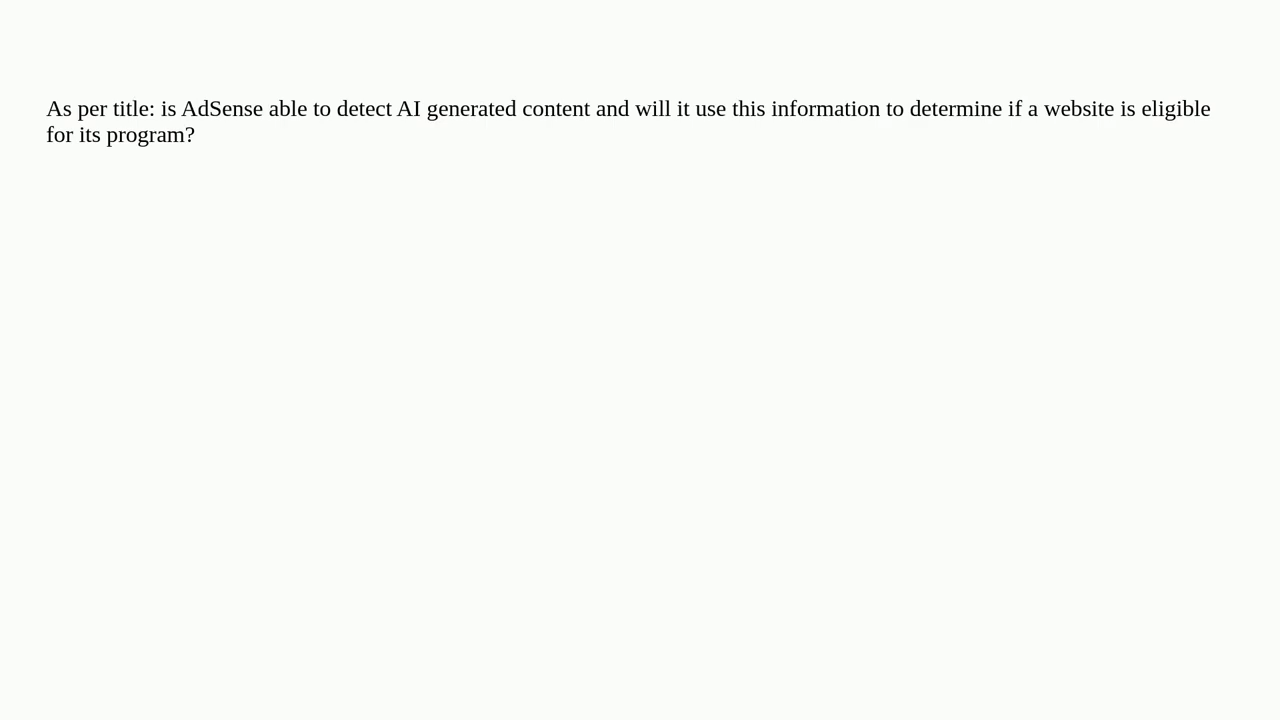 As per title: is AdSense able to detect AI generated content and will it use this information to determine if a website is eligible
for its program?